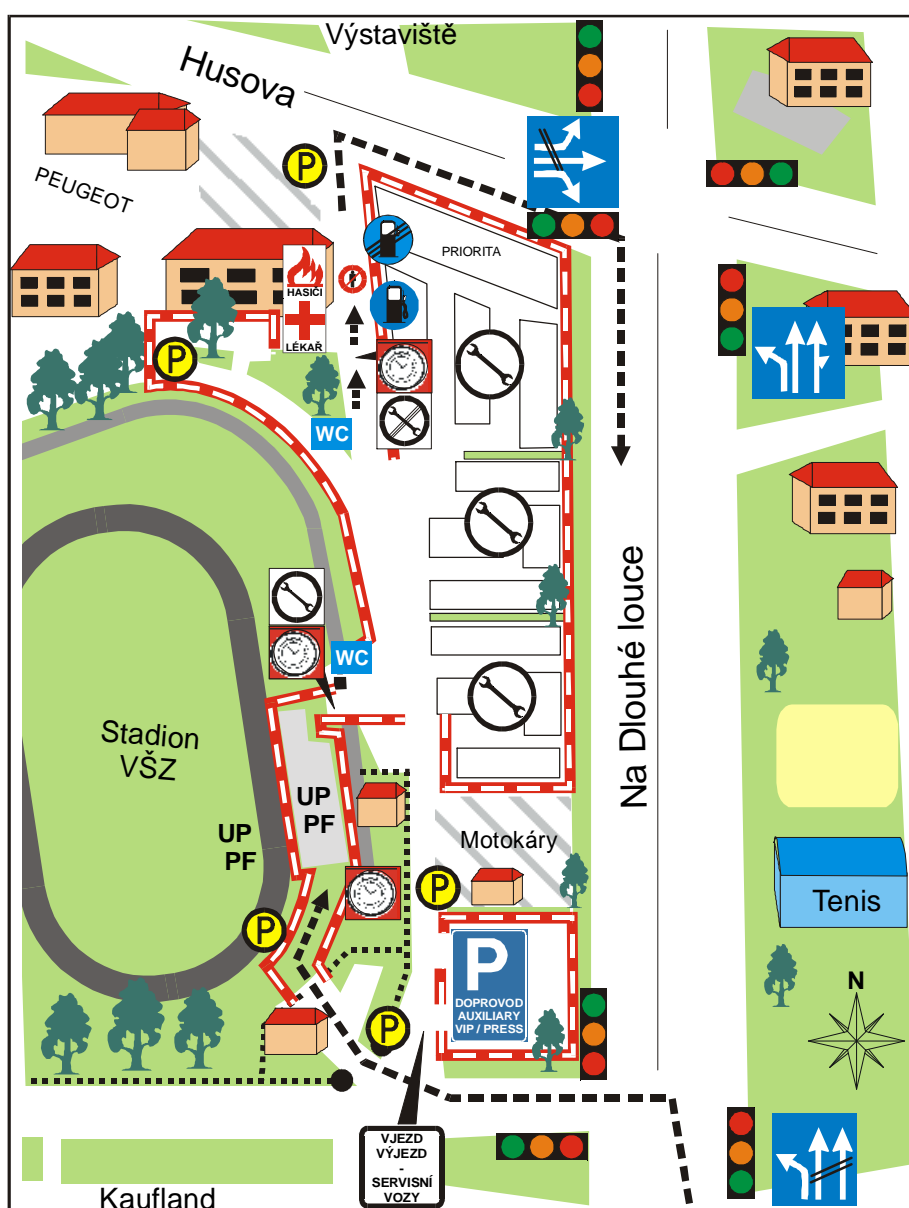 Výstaviště
Husova
P
PEUGEOT
PRIORITA
HASIČI
LÉKAŘ
P
WC
WC
Stadion
VŠZ
UP
PF
UP
PF
Na Dlouhé louce
Motokáry
P
P
Tenis
P
DOPROVOD
AUXILIARY
VIP / PRESS
N
P
VJEZD
VÝJEZD
-
SERVISNÍ
VOZY
Kaufland